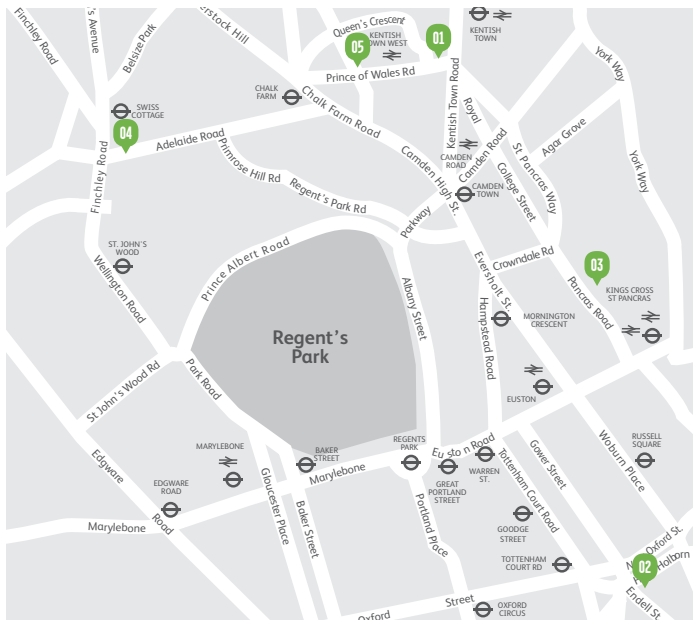 Finchley Road
's Avenue
Belsize Park
erstock Hill
Queen's Crescent
KENTISH
TOWN WEST
05
01
KENTISH
TOWN
York Way
Prince of Wales Rd
Kentish Town Road
CHALK
FARM
Chalk Farm Road
Royal
College Street
SWISS
COTTAGE
04
Adelaide Road
Primrose Hill Rd
Regent's Park Rd
Camden High St.
CAMDEN
ROAD
Camden Road
St Pancras Way
Agar Grove
York Way
Finchley Road
CAMDEN
TOWN
Parkway
ST. JOHN'S
WOOD
Wellington Road
Prince Albert Road
Albany Street
Eversholt St.
Crowndale Rd
03
KINGS CROSS
ST PANCRAS
Pancras Road
Hampstead Road
MORNINGTON
CRESCENT
Regent's
Park
St John's Wood Rd
Park Road
EUSTON
Edgware
Road
MARYLEBONE
BAKER
STREET
REGENTS
PARK
Euston Road
GREAT
PORTLAND
STREET
WARREN
ST.
Gower Street
Woburn Place
RUSSELL
SQUARE
EDGWARE
ROAD
Marylebone
Marylebone
Gloucester Place
Baker Street
Portland Place
Tottenham Court Road
GOODGE
STREET
TOTTENHAM
COURT RD
Oxford
Street
OXFORD
CIRCUS
Oxford St.
Holborn
02
Endell St.